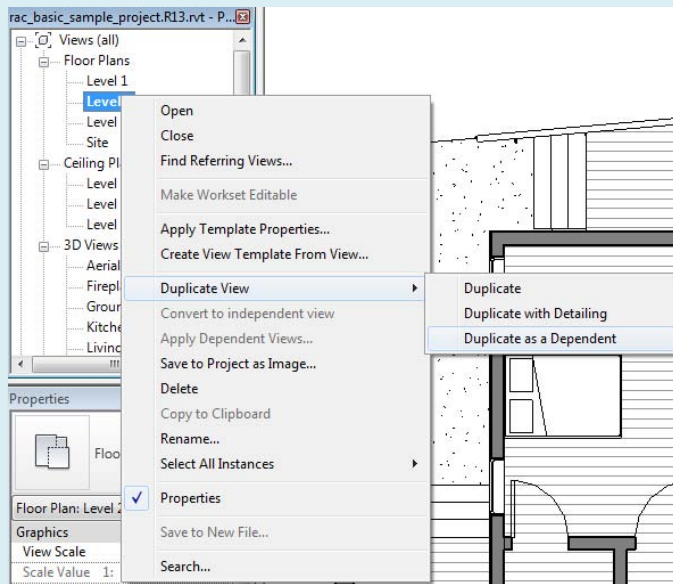 rac_basic_sample_project.R13.rvt - P...
Views (all)
Floor Plans
Level 1
Level
Level
Site
Ceiling Pl
Level
Level
Level
3D Views
Aerial
Firepl
Groun
Kitche
Living
Open
Close
Find Referring Views...
Make Workset Editable
Apply Template Properties...
Create View Template From View...
Duplicate View
Convert to independent view
Apply Dependent Views...
Save to Project as Image...
Delete
Copy to Clipboard
Rename...
Select All Instances
Properties
Save to New File...
Search...
Duplicate
Duplicate with Detailing
Duplicate as a Dependent
Properties
Floo
Floor Plan: Level 2
Graphics
View Scale
Scale Value 1: